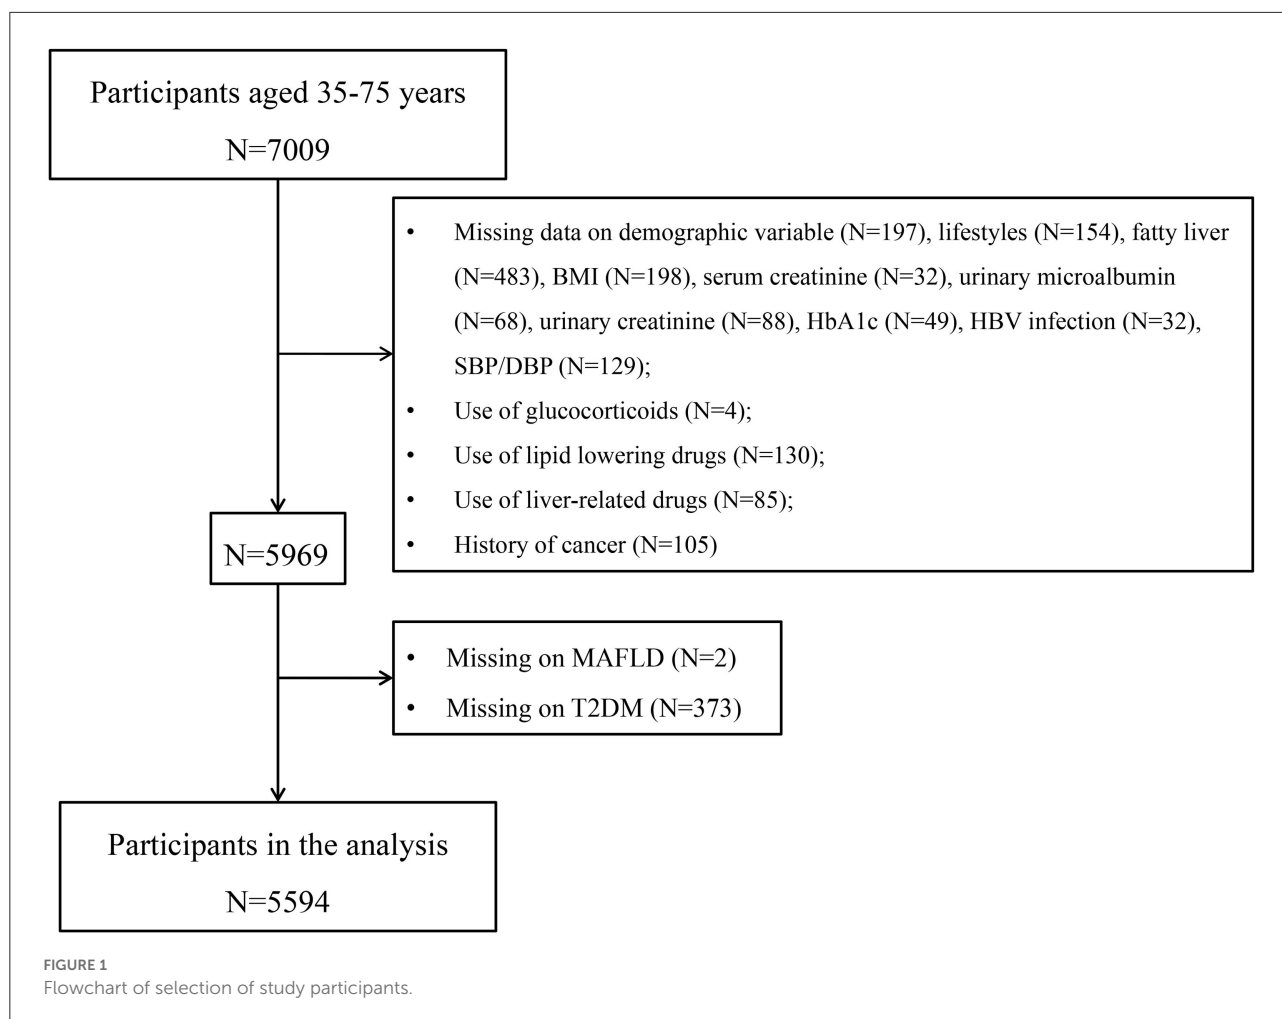 Participants aged 35-75 years
N=7009
• Missing data on demographic variable (N=197), lifestyles (N=154), fatty liver
(N=483), BMI (N=198), serum creatinine (N=32), urinary microalbumin
(N=68), urinary creatinine (N=88), HbA1c (N=49), HBV infection (N=32),
SBP/DBP (N=129);
• Use of glucocorticoids (N=4);
• Use of lipid lowering drugs (N=130);
• Use of liver-related drugs (N=85);
• History of cancer (N=105)
N=5969
• Missing on MAFLD (N=2)
• Missing on T2DM (N=373)
Participants in the analysis
N=5594
FIGURE 1
Flowchart of selection of study participants.